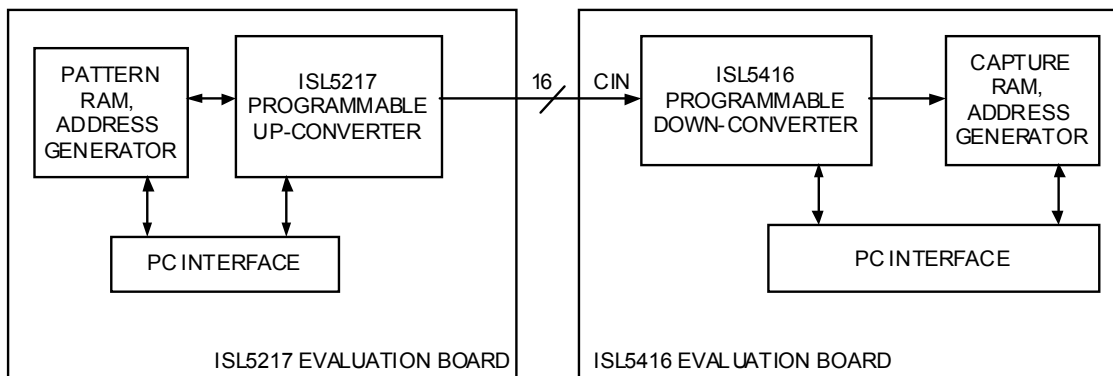 PATTERN
RAM,
ADDRESS
GENERATOR
ISL5217
PROGRAMMABLE
UP-CONVERTER
PC INTERFACE
ISL5217 EVALUATION BOARD
16
CIN
ISL5416
PROGRAMMABLE
DOWN-CONVERTER
CAPTURE
RAM,
ADDRESS
GENERATOR
PC INTERFACE
ISL5416 EVALUATION BOARD